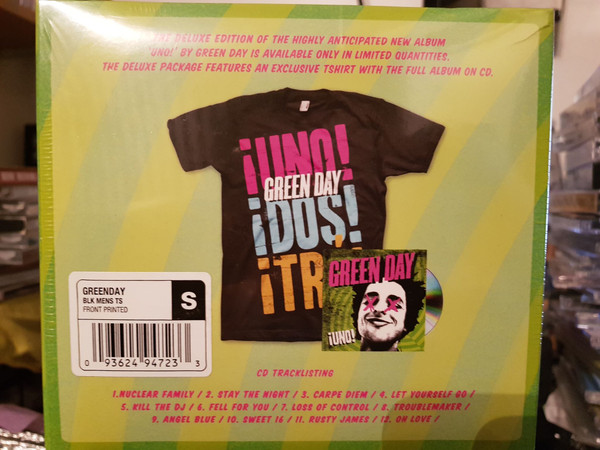 THE DELUXE EDITION OF THE HIGHLY ANTICIPATED NEW ALBUM
'UNO!' BY GREEN DAY IS AVAILABLE ONLY IN LIMITED QUANTITIES.
THE DELUXE PACKAGE FEATURES AN EXCLUSIVE TSHIRT WITH THE FULL ALBUM ON CD.
¡UNO!
GREEN DAY
¡DOS!
¡TR
GREEN DAY
¡UNO!
GREENDAY
BLK MENS TS
FRONT PRINTED
S
0 93624 94723 3
CD TRACKLISTING
1.NUCLEAR FAMILY / 2. STAY THE NIGHT / 3. CARPE DIEM / 4. LET YOURSELF GO /
5. KILL THE DJ / 6. FELL FOR YOU / 7. LOSS OF CONTROL / 8. TROUBLEMAKER /
9. ANGEL BLUE / 10. SWEET 16 / 11. RUSTY JAMES / 12. OH LOVE /